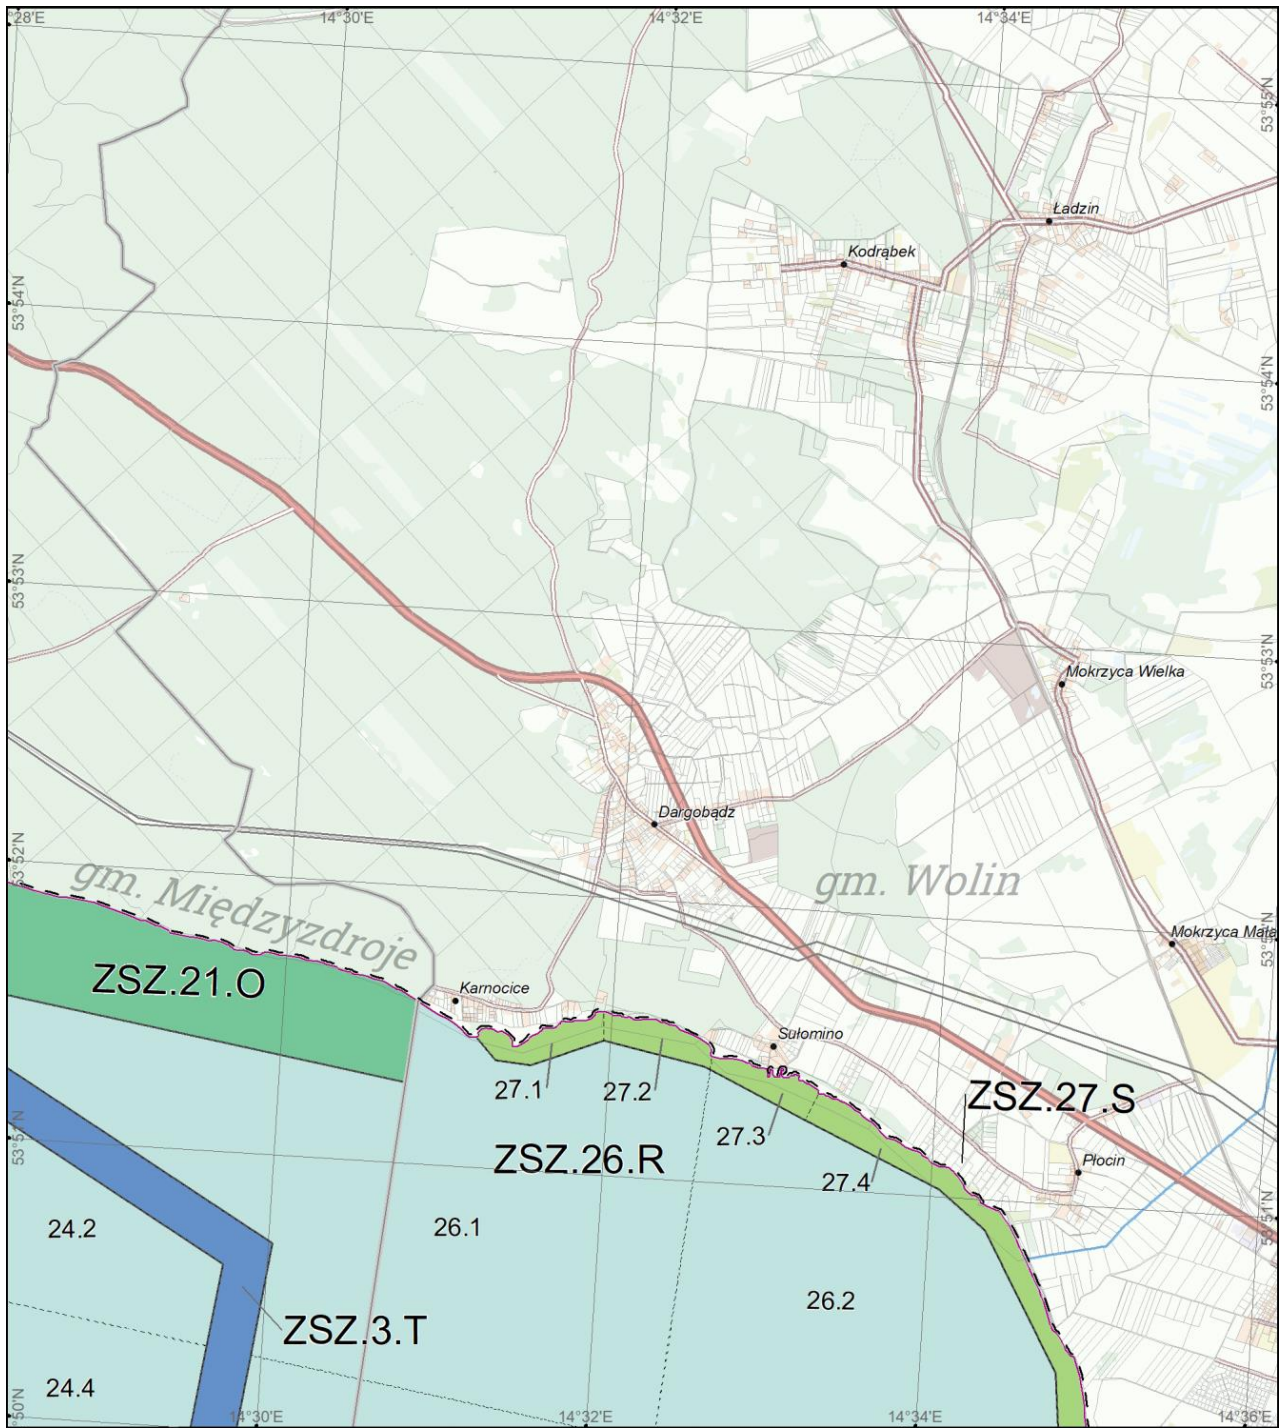 14°30'E
14°32'E
14°34'E
53°55'N
Ładzin
Kodrąbek
53°54'N
53°54'N
53°53'N
53°53'N
Mokrzyca Wielka
Dargobądz
53°52'N
gm. Międzyzdroje
gm. Wolin
Mokrzyca Mała
ZSZ.21.O
Karnocice
Sułomino
27.1
27.2
ZSZ.27.S
27.3
53°51'N
ZSZ.26.R
Płocin
27.4
53°51'N
24.2
26.1
26.2
ZSZ.3.T
24.4
14°30'E
14°32'E
14°34'E
14°36'E